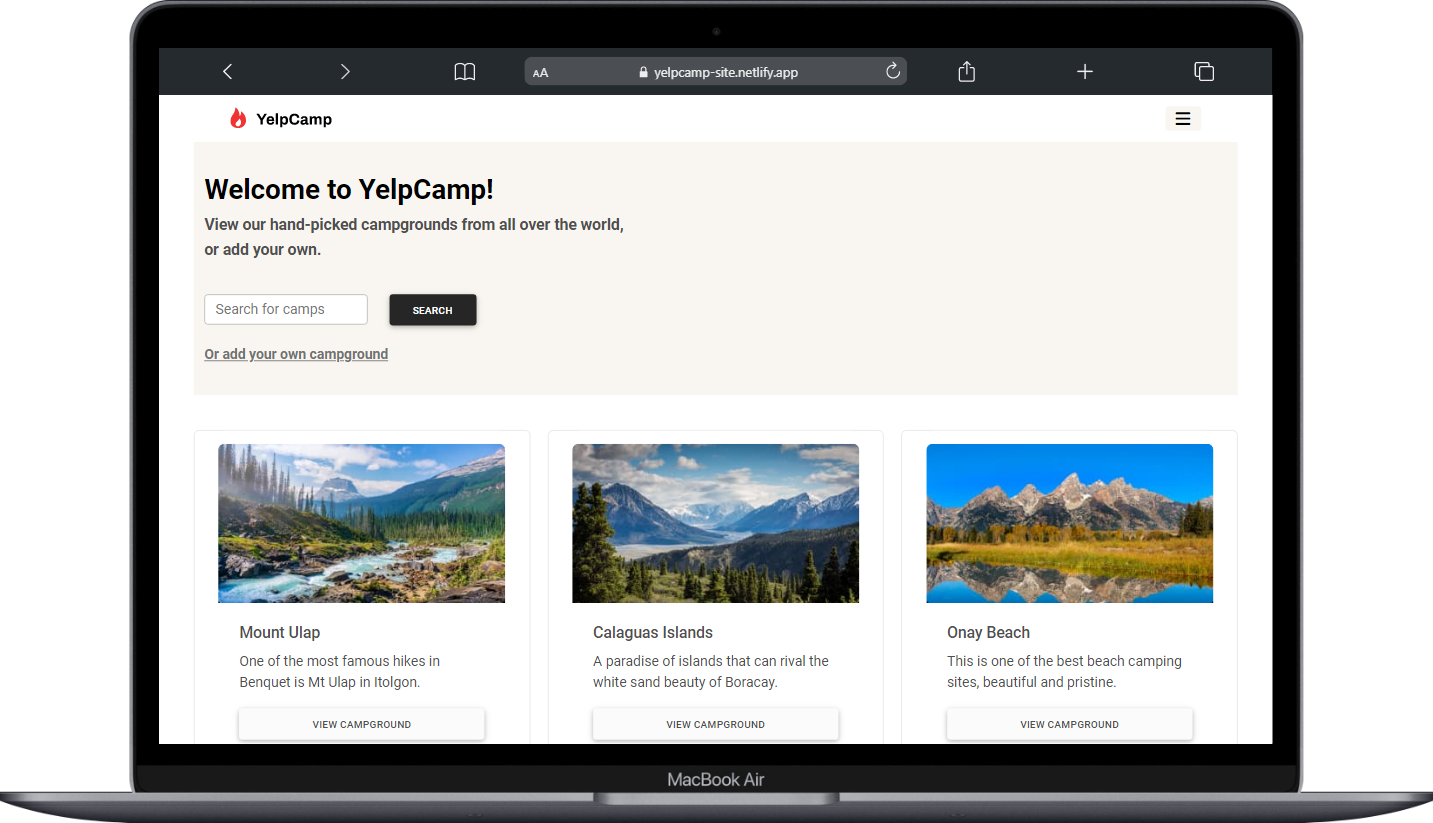 AA
yelpcamp-site.netlify.app
YelpCamp
Welcome to YelpCamp!
View our hand-picked campgrounds from all over the world,
or add your own.
Search for camps
SEARCH
Or add your own campground
Mount Ulap
One of the most famous hikes in
Benquet is Mt Ulap in Itolgon.
VIEW CAMPGROUND
Calaguas Islands
A paradise of islands that can rival the
white sand beauty of Boracay.
VIEW CAMPGROUND
Onay Beach
This is one of the best beach camping
sites, beautiful and pristine.
VIEW CAMPGROUND
MacBook Air